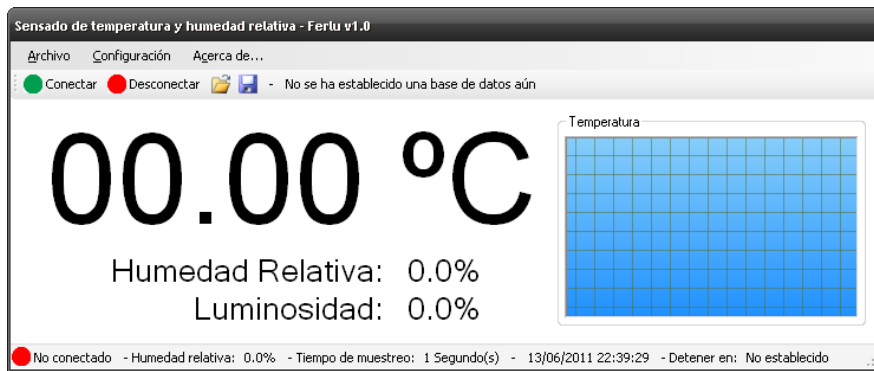 Sensado de temperatura y humedad relativa - Ferlu v1.0
Archivo Configuración Acerca de...
Conectar Desconectar - No se ha establecido una base de datos aún
Temperatura
00.00 ºC
Humedad Relativa: 0.0%
Luminosidad: 0.0%
No conectado - Humedad relativa: 0.0% - Tiempo de muestreo: 1 Segundo(s) - 13/06/2011 22:39:29 - Detener en: No establecido